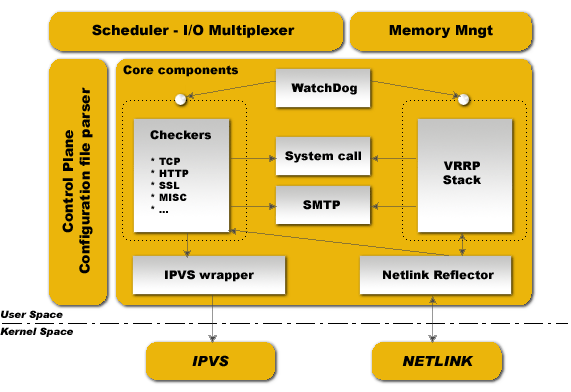 Scheduler - I/O Multiplexer
Memory Mngt
Control Plane
Configuration file parser
Core components
WatchDog
Checkers
* TCP
* HTTP
* SSL
* MISC
* ...
System call
SMTP
VRRP
Stack
IPVS wrapper
Netlink Reflector
User Space
Kernel Space
IPVS
NETLINK